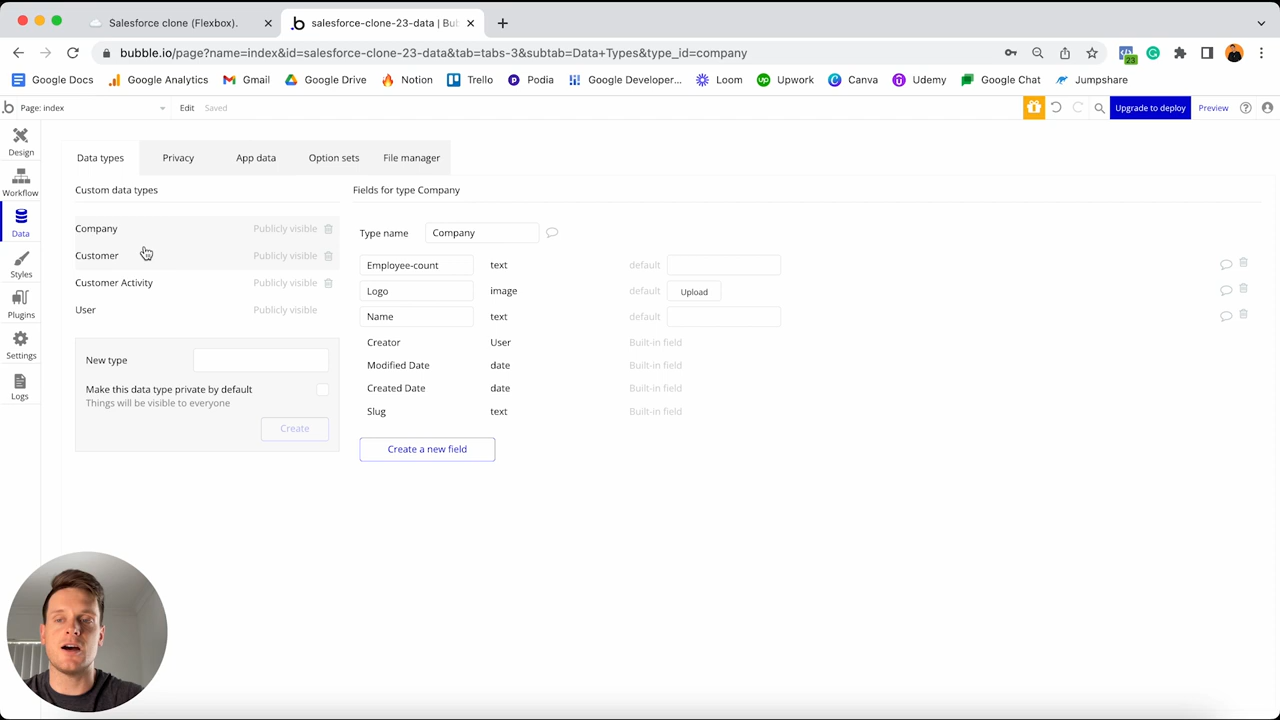 Salesforce clone (Flexbox).
salesforce-clone-23-data | Bub
bubble.io/page?name=index&id=salesforce-clone-23-data&tab=tabs-3&subtab=Data+Types&type_id=company
23
Google Docs Google Analytics Gmail Google Drive Notion Trello Podia Google Developer... Loom Upwork Canva Udemy Google Chat Jumpshare
Page: index Edit Saved Upgrade to deploy Preview
Design
Workflow
Data
Styles
Plugins
Settings
Logs
Data types Privacy App data Option sets File manager
Custom data types
Company Publicly visible
Customer Publicly visible
Customer Activity Publicly visible
User Publicly visible
New type
Make this data type private by default
Things will be visible to everyone
Create
Fields for type Company
Type name Company
Employee-count text default
Logo image default Upload
Name text default
Creator User Built-in field
Modified Date date Built-in field
Created Date date Built-in field
Slug text Built-in field
Create a new field